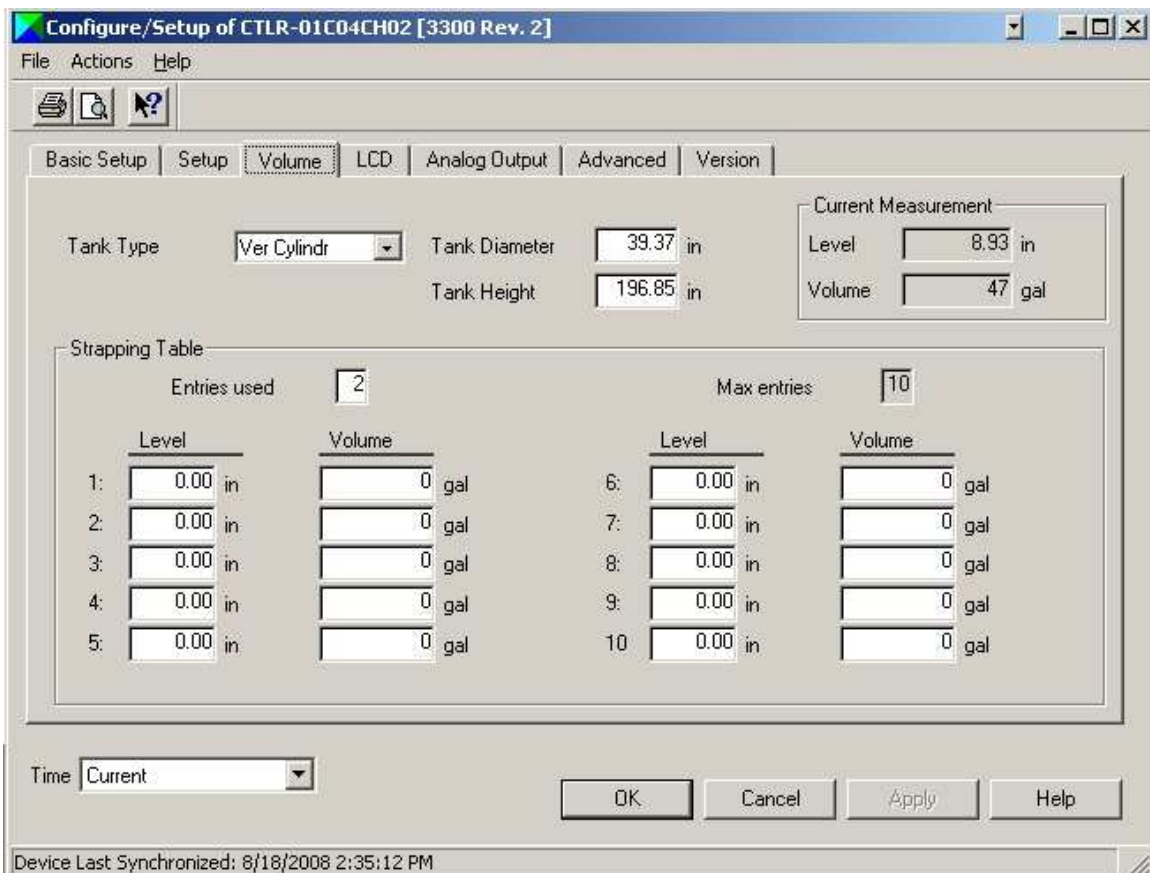 Configure/Setup of CTLR-01C04CH02 [3300 Rev. 2]
File Actions Help
Basic Setup Setup Volume LCD Analog Output Advanced Version
Current Measurement
Tank Type Ver Cylindr Tank Diameter 39.37 in Level 8.93 in
Tank Height 196.85 in Volume 47 gal
Strapping Table
Entries used 2 Max entries 10
Level Volume Level Volume
1: 0.00 in 0 gal 6: 0.00 in 0 gal
2: 0.00 in 0 gal 7: 0.00 in 0 gal
3: 0.00 in 0 gal 8: 0.00 in 0 gal
4: 0.00 in 0 gal 9: 0.00 in 0 gal
5: 0.00 in 0 gal 10 0.00 in 0 gal
Time Current
OK Cancel Apply Help
Device Last Synchronized: 8/18/2008 2:35:12 PM